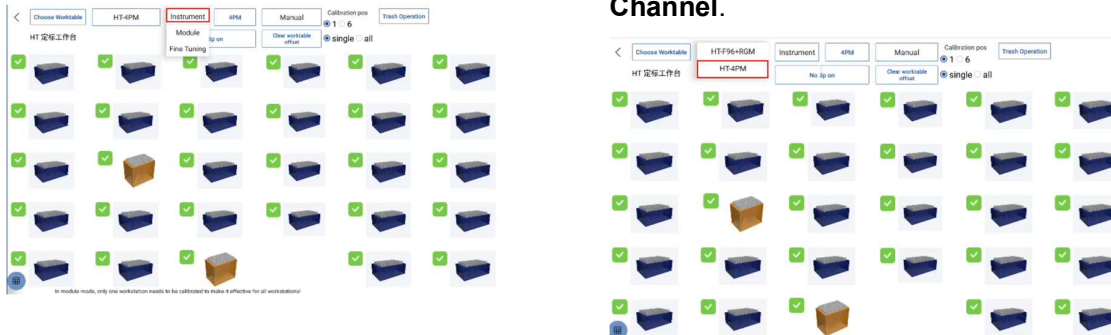 Choose Worktable HT-4PM Instrument 4PM Manual Calibration pos 1 6 Trash Operation
HT 定标工作台 Module Clear worktable offset single all
Fine Tuning
In module mode, only one workstation needs to be calibrated to make it effective for all workstations!
Channel.
Choose Worktable HT-F96+RGM Instrument 4PM Manual Calibration pos 1 6 Trash Operation
HT 定标工作台 HT-4PM Clear worktable offset single all